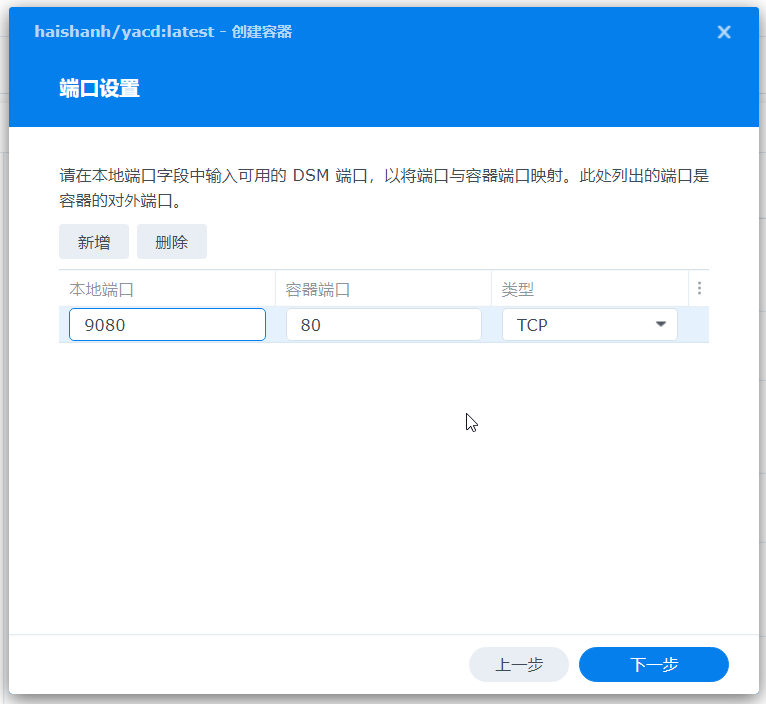 haishanh/yacd:latest - 创建容器
端口设置
请在本地端口字段中输入可用的 DSM 端口，以将端口与容器端口映射。此处列出的端口是
容器的对外端口。
新增 删除
本地端口 容器端口 类型
9080 80 TCP
上一步 下一步